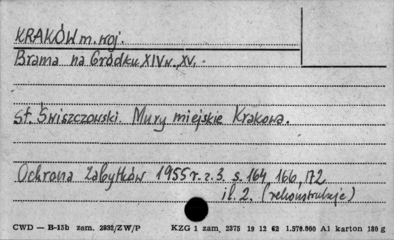 KRAKÓW m. woj.
Brama na Gródku XIV w., XV.
St. Świszczowski. Mury miejskie Krakowa.
Ochrona Zabytków 1955 r. z. 3. s. 164, 166, 172
il. 2. (rekonstrukcje)
CWD — B-15b zam. 2832/ZW/P KZG 1 zam. 2375 19 12 62 1.370.000 A1 karton 180 g